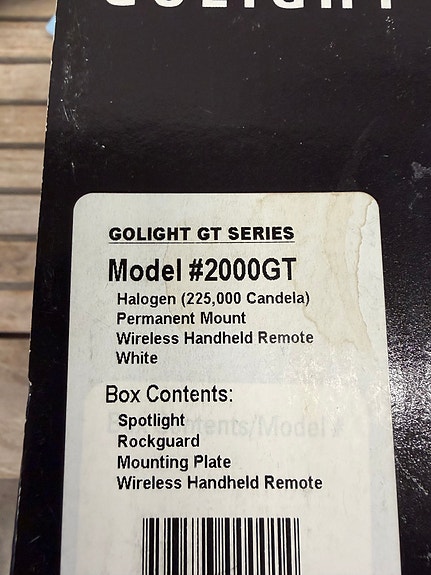 GOLIGHT
GOLIGHT GT SERIES
Model #2000GT
Halogen (225,000 Candela)
Permanent Mount
Wireless Handheld Remote
White
Box Contents:
Spotlight
Rockguard
Mounting Plate
Wireless Handheld Remote